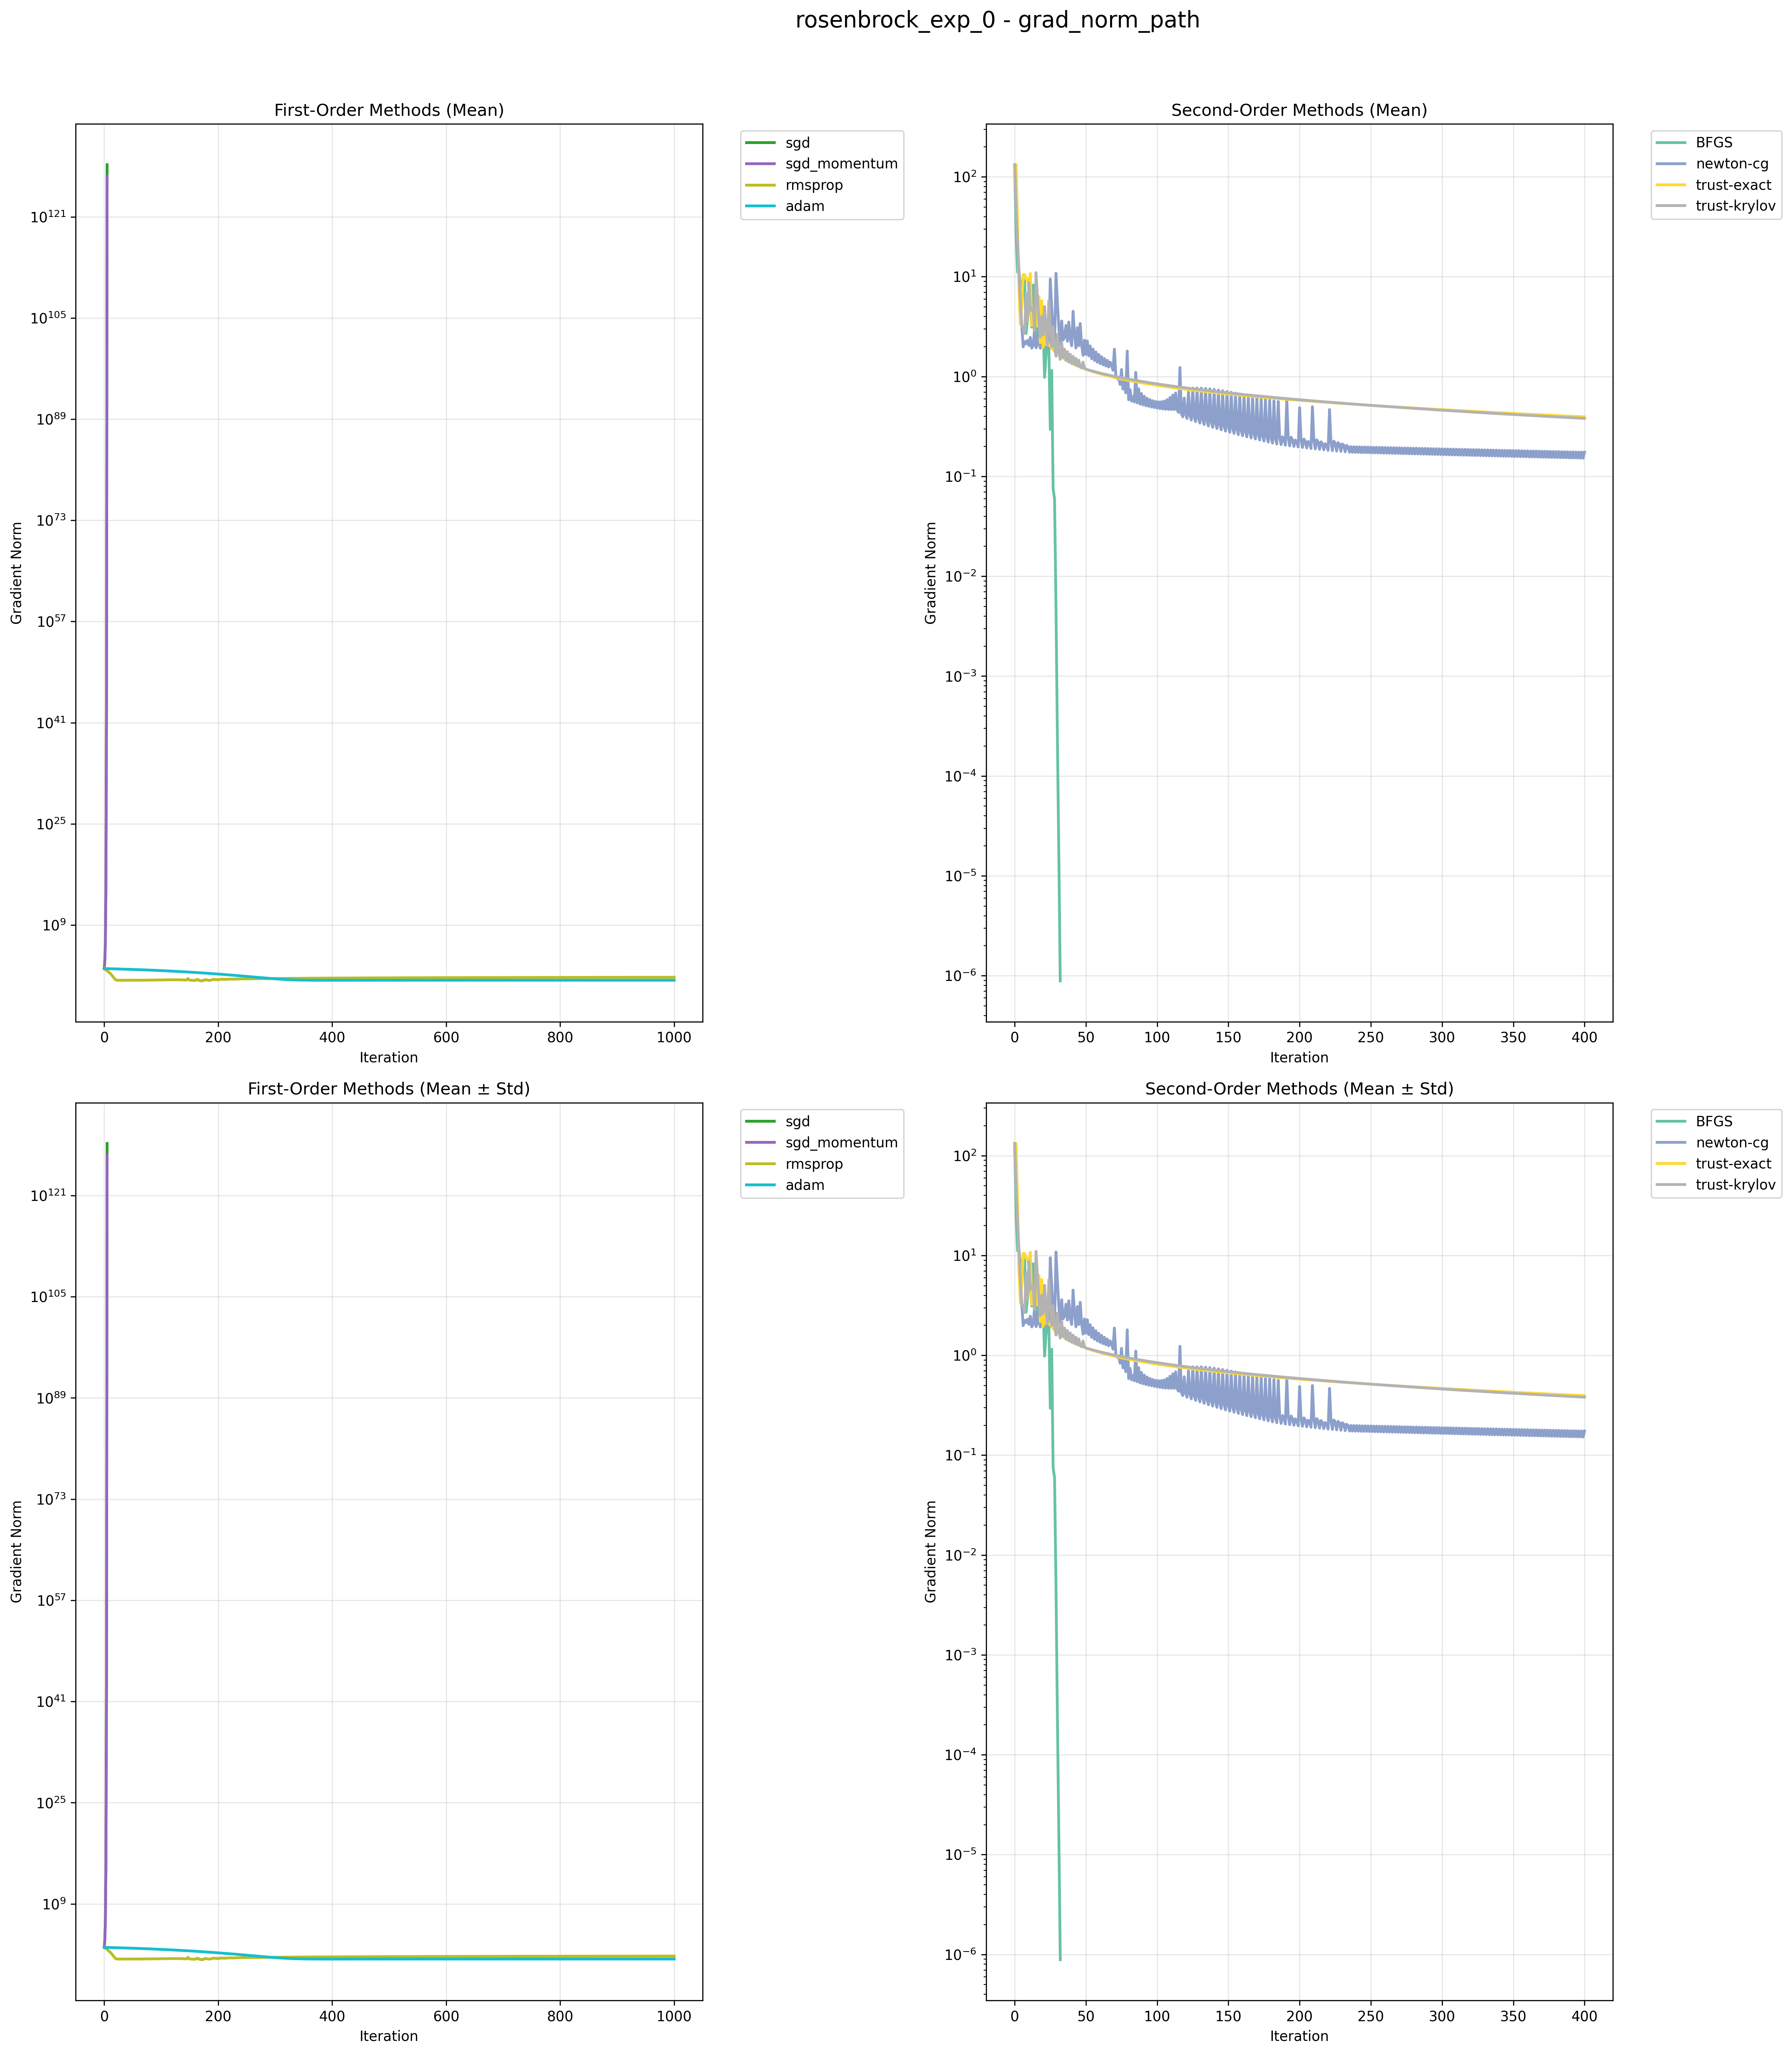 rosenbrock_exp_0 - grad_norm_path
First-Order Methods (Mean)
Gradient Norm
10^121
10^105
10^89
10^73
10^57
10^41
10^25
10^9
0 200 400 600 800 1000
Iteration
sgd
sgd_momentum
rmsprop
adam
Second-Order Methods (Mean)
Gradient Norm
10^2
10^1
10^0
10^−1
10^−2
10^−3
10^−4
10^−5
10^−6
0 50 100 150 200 250 300 350 400
Iteration
BFGS
newton-cg
trust-exact
trust-krylov
First-Order Methods (Mean ± Std)
Gradient Norm
10^121
10^105
10^89
10^73
10^57
10^41
10^25
10^9
0 200 400 600 800 1000
Iteration
sgd
sgd_momentum
rmsprop
adam
Second-Order Methods (Mean ± Std)
Gradient Norm
10^2
10^1
10^0
10^−1
10^−2
10^−3
10^−4
10^−5
10^−6
0 50 100 150 200 250 300 350 400
Iteration
BFGS
newton-cg
trust-exact
trust-krylov